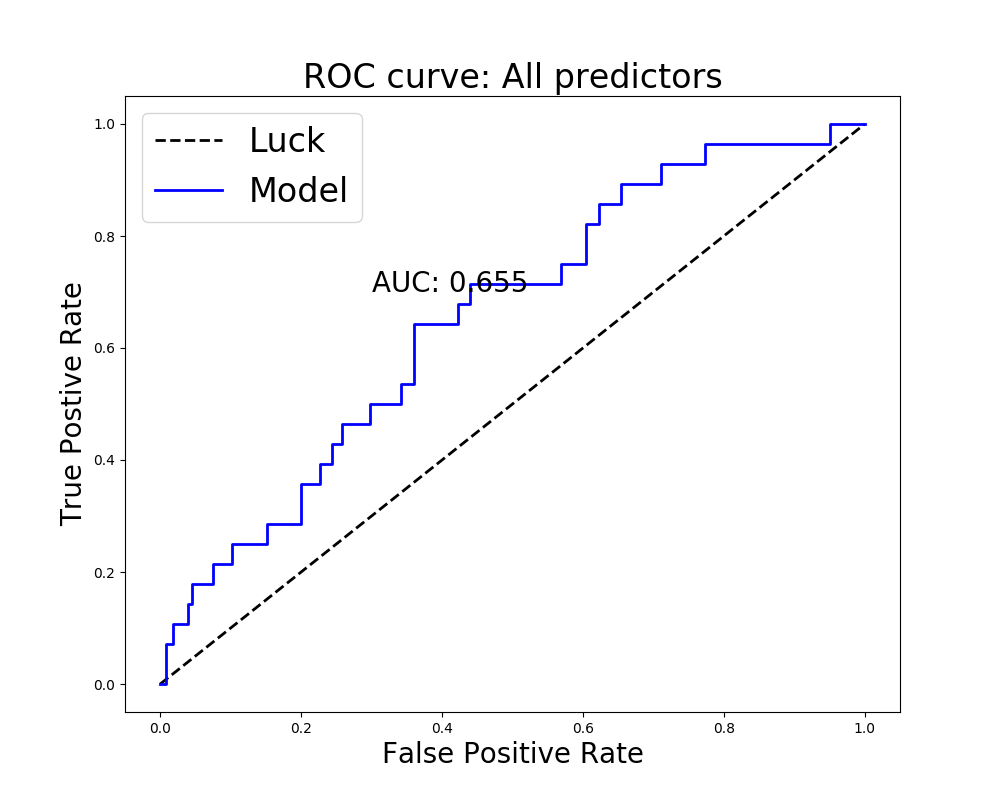 ROC curve: All predictors
Luck
Model
AUC: 0.655
True Postive Rate
1.0
0.8
0.6
0.4
0.2
0.0
0.0 0.2 0.4 0.6 0.8 1.0
False Positive Rate